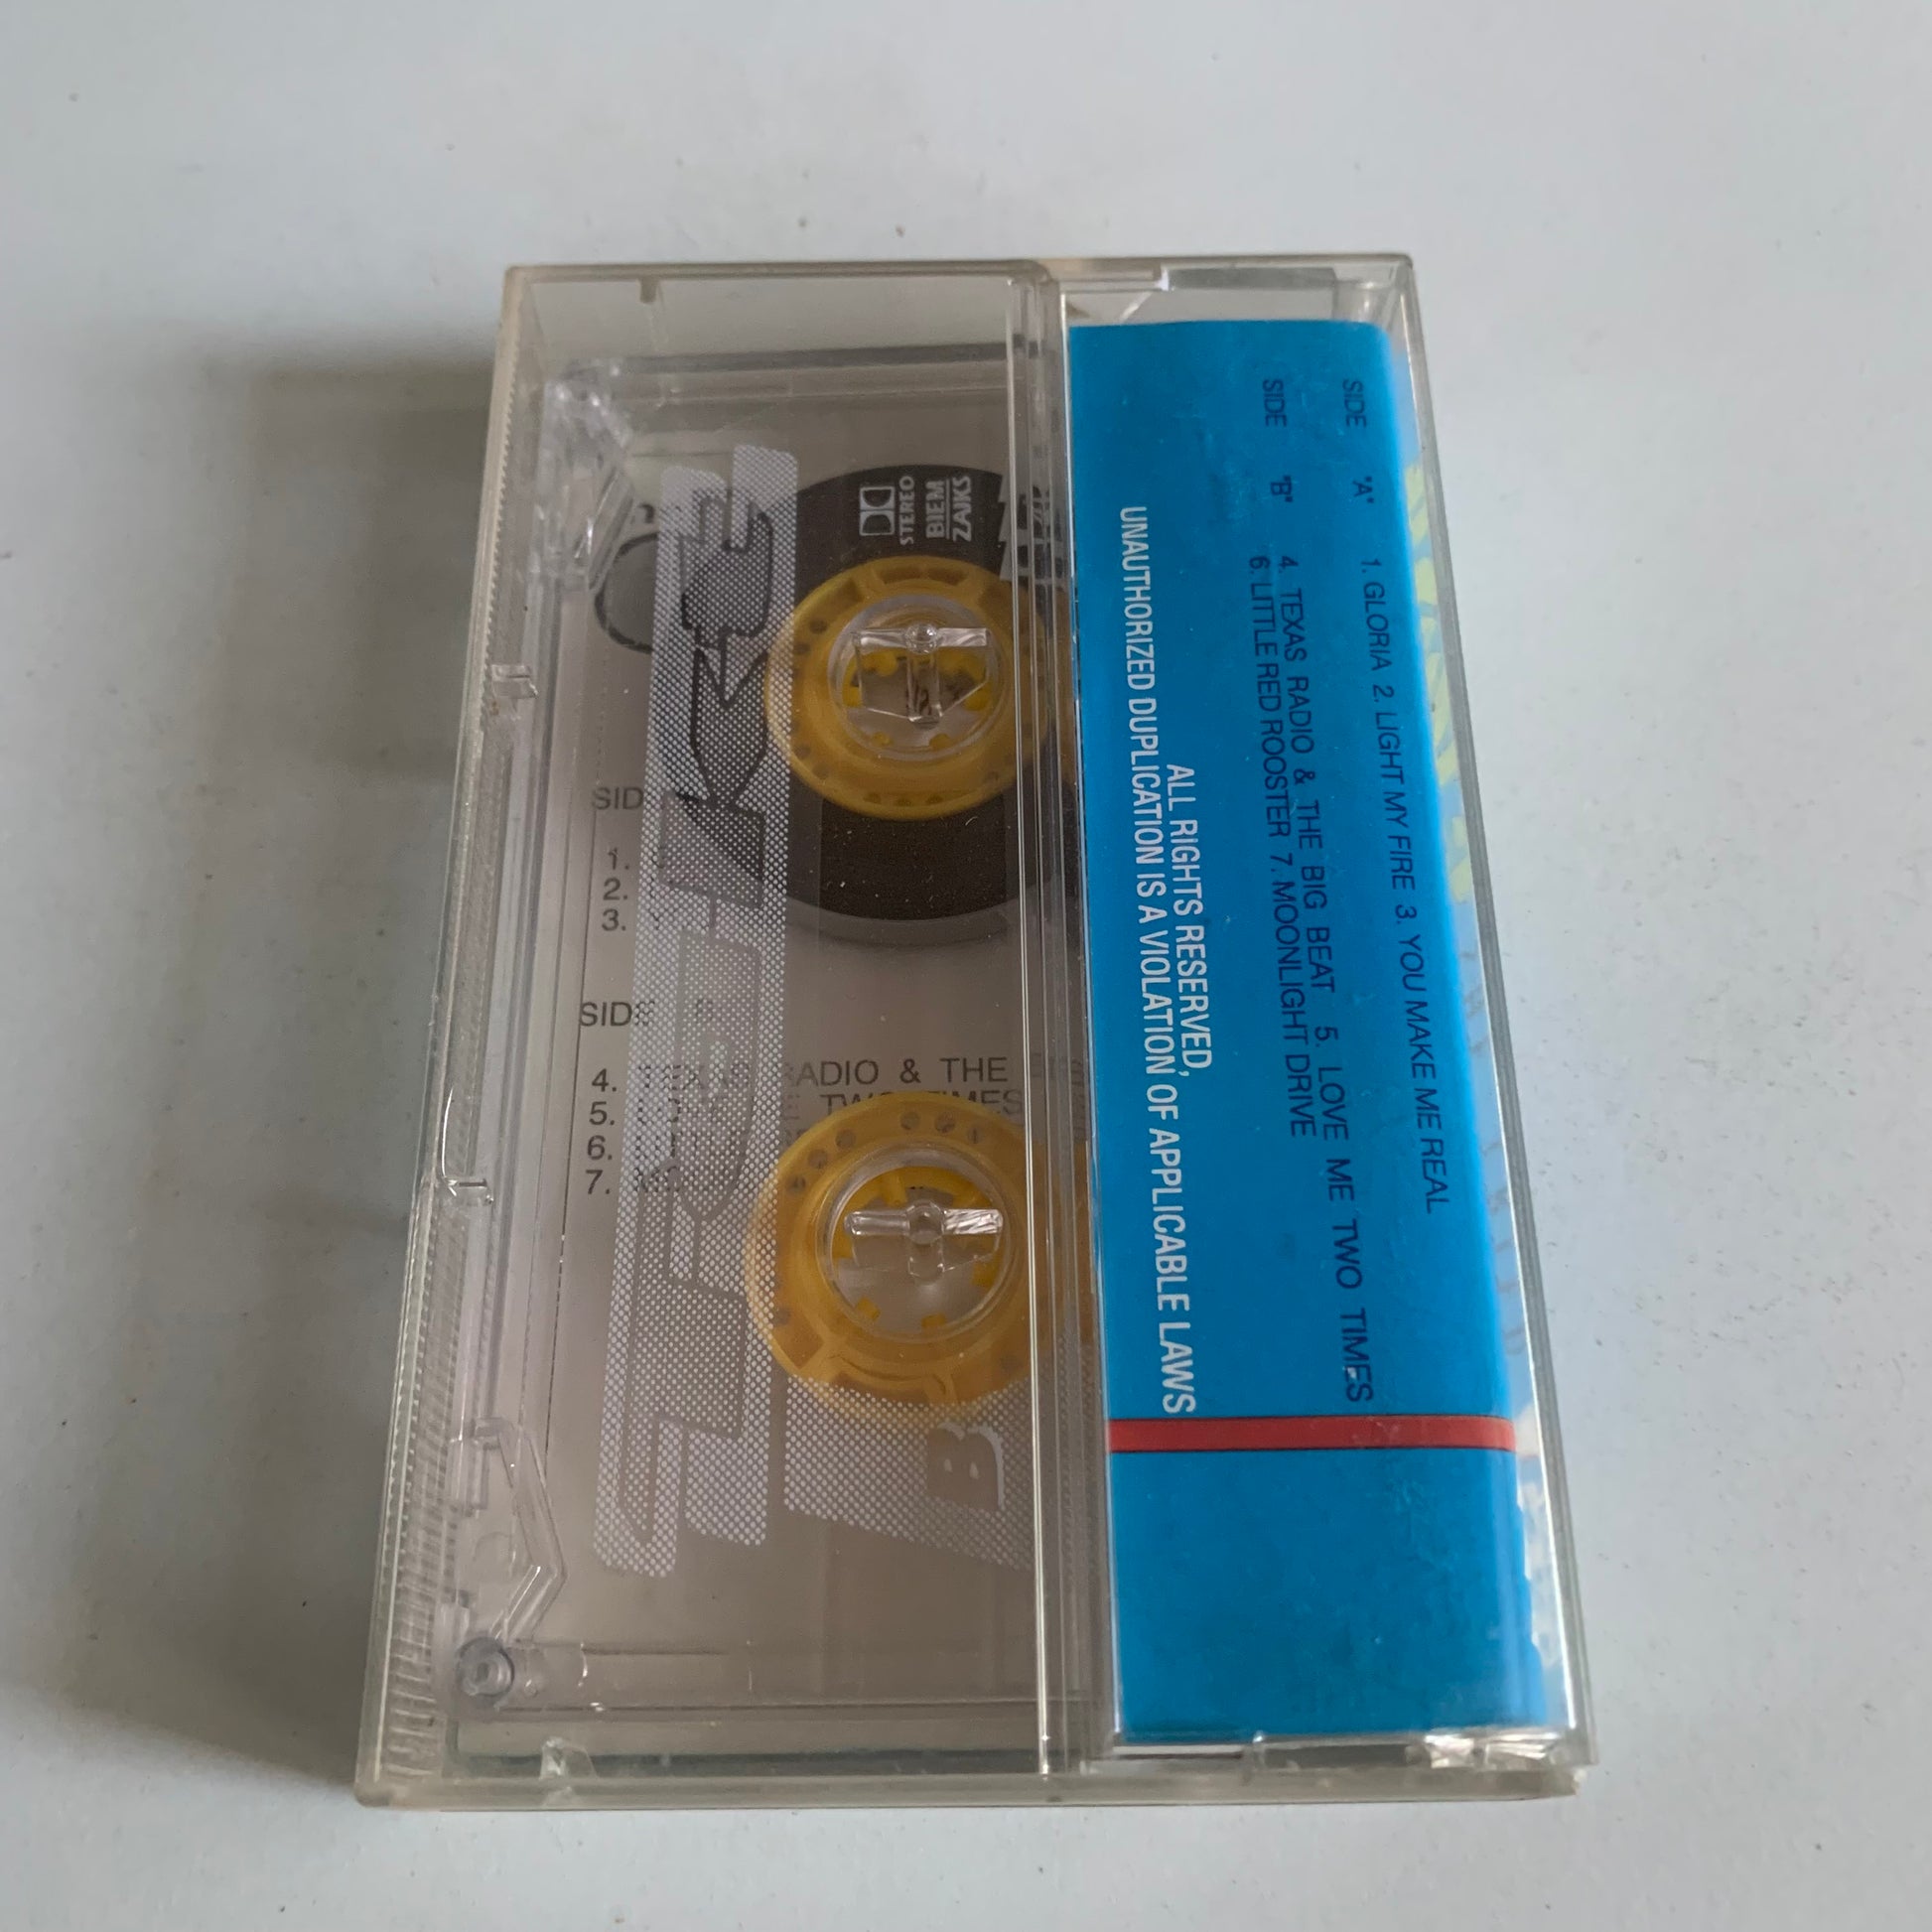 SIDE "A" 1. GLORIA 2. LIGHT MY FIRE 3. YOU MAKE ME REAL
SIDE "B" 4. TEXAS RADIO & THE BIG BEAT 5. LOVE ME TWO TIMES
6. LITTLE RED ROOSTER 7. MOONLIGHT DRIVE
ALL RIGHTS RESERVED,
UNAUTHORIZED DUPLICATION IS A VIOLATION OF APPLICABLE LAWS
ZAIKS
BIEM
STEREO
B
1.
2.
3.
4. RADIO & THE
5. TWO TIMES
6.
7.